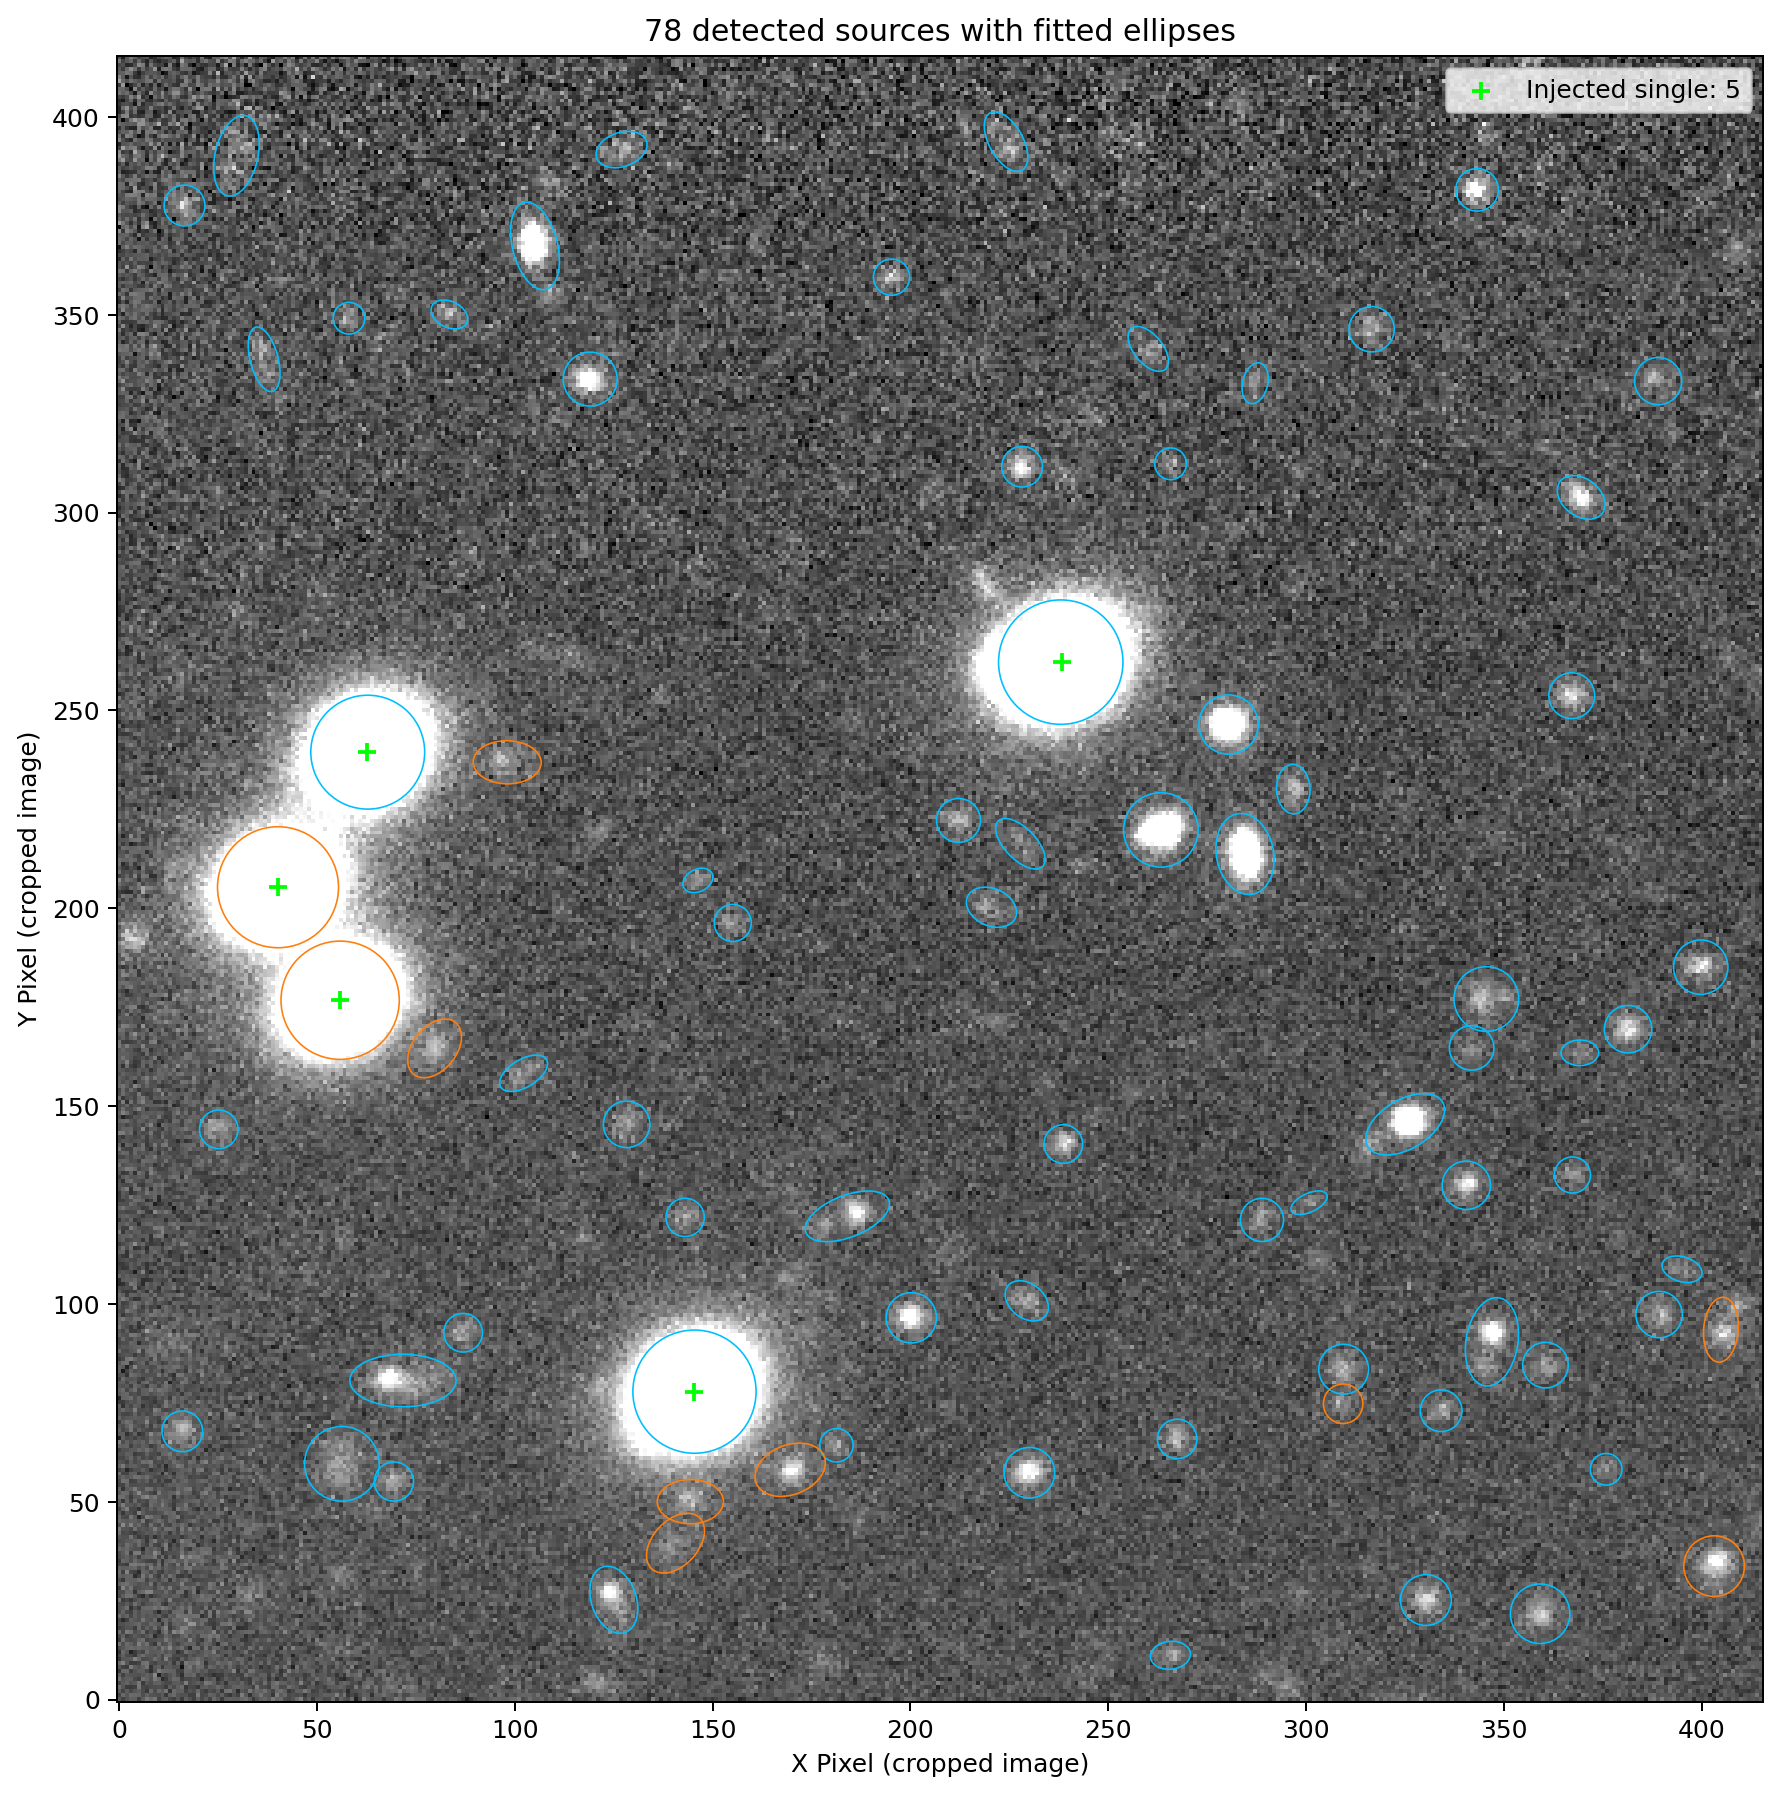 78 detected sources with fitted ellipses
Injected single: 5
400
350
300
250
200
150
100
50
0
Y Pixel (cropped image)
0 50 100 150 200 250 300 350 400
X Pixel (cropped image)